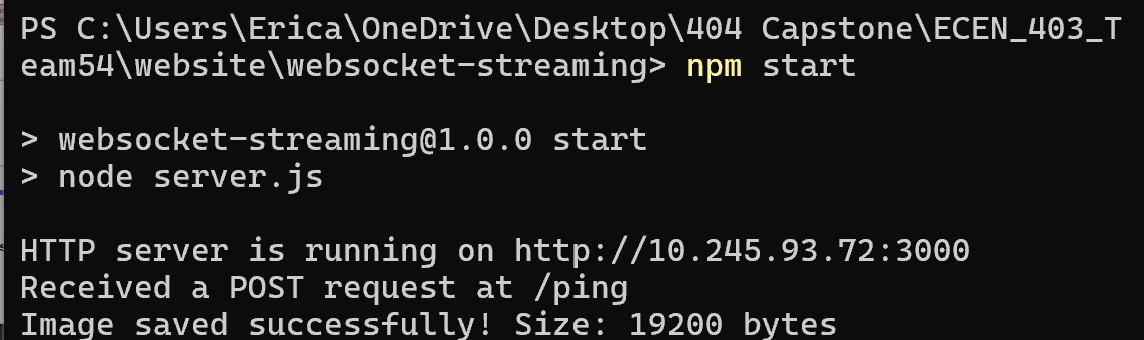 PS C:\Users\Erica\OneDrive\Desktop\404 Capstone\ECEN_403_T
eam54\website\websocket-streaming> npm start
> websocket-streaming@1.0.0 start
> node server.js
HTTP server is running on http://10.245.93.72:3000
Received a POST request at /ping
Image saved successfully! Size: 19200 bytes